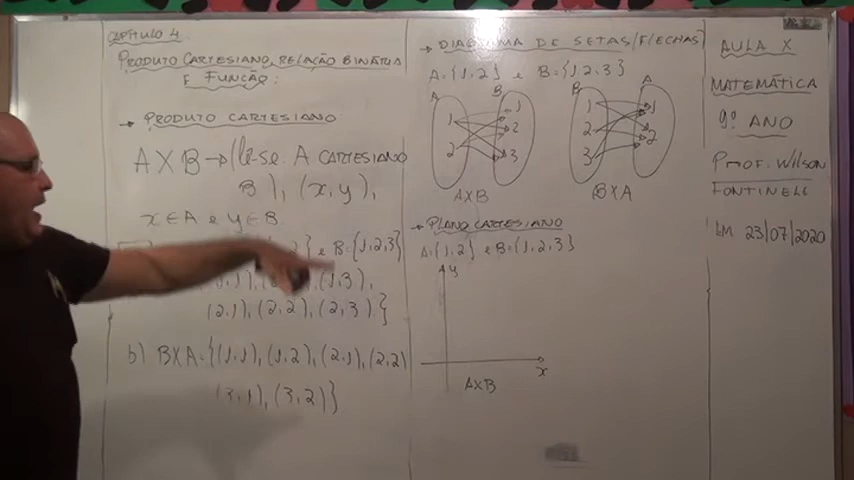 CAPÍTULO 4
PRODUTO CARTESIANO, RELAÇÃO BINÁRIA
E FUNÇÃO:
→ PRODUTO CARTESIANO
A X B → (lê-se. A CARTESIANO
B), (x, y),
x ∈ A e y ∈ B
} e B={1,2,3}
(1,3),
(2,1), (2,2), (2,3)}
b) BXA={(1,1),(1,2),(2,1),(2,2)
(3,1),(3,2)}
→ DIAGRAMA DE SETAS/FLECHAS
A={1,2} e B={1,2,3}
A B B A
1 1 1 1
2 2 2 2
3 3
AXB BXA
→ PLANO CARTESIANO
A={1,2} e B={1,2,3}
y
x
AXB
AULA X
MATEMÁTICA
9º ANO
PROF. WILSON
FONTINELE
EM 23/07/2020